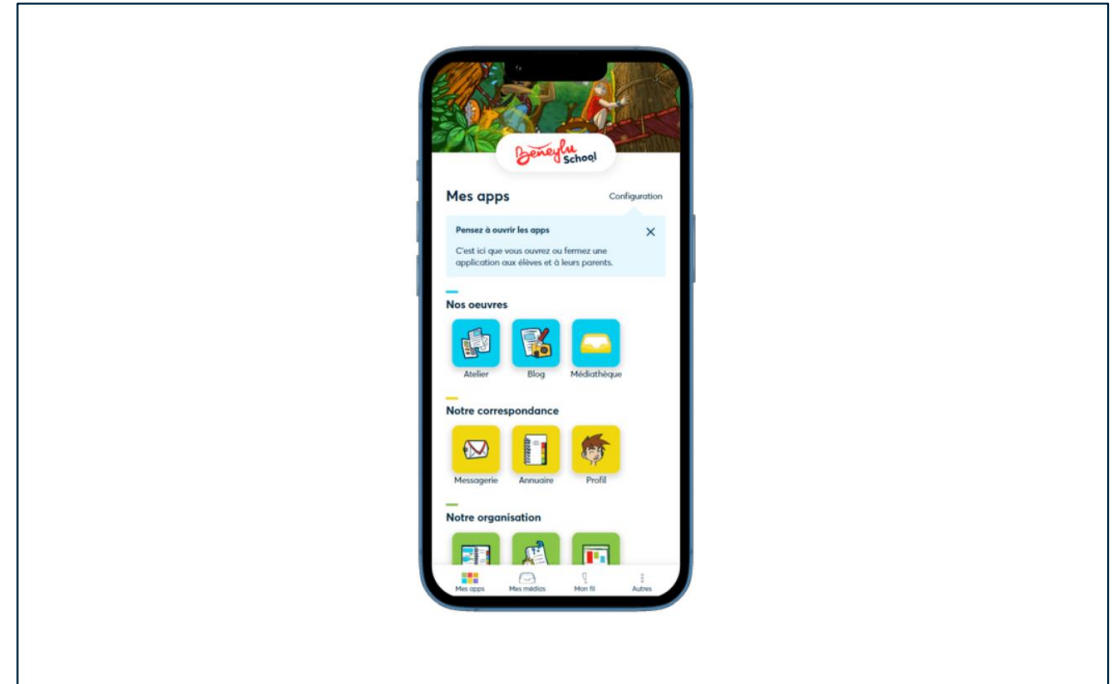 Beneylu
School
Mes apps
Configuration
Pensez à ouvrir les apps
C'est ici que vous ouvrez ou fermez une
application aux élèves et à leurs parents.
Nos oeuvres
Atelier
Blog
Médiathèque
Notre correspondance
Messagerie
Annuaire
Profil
Notre organisation
Mes apps
Mes médias
Mon fil
Autres